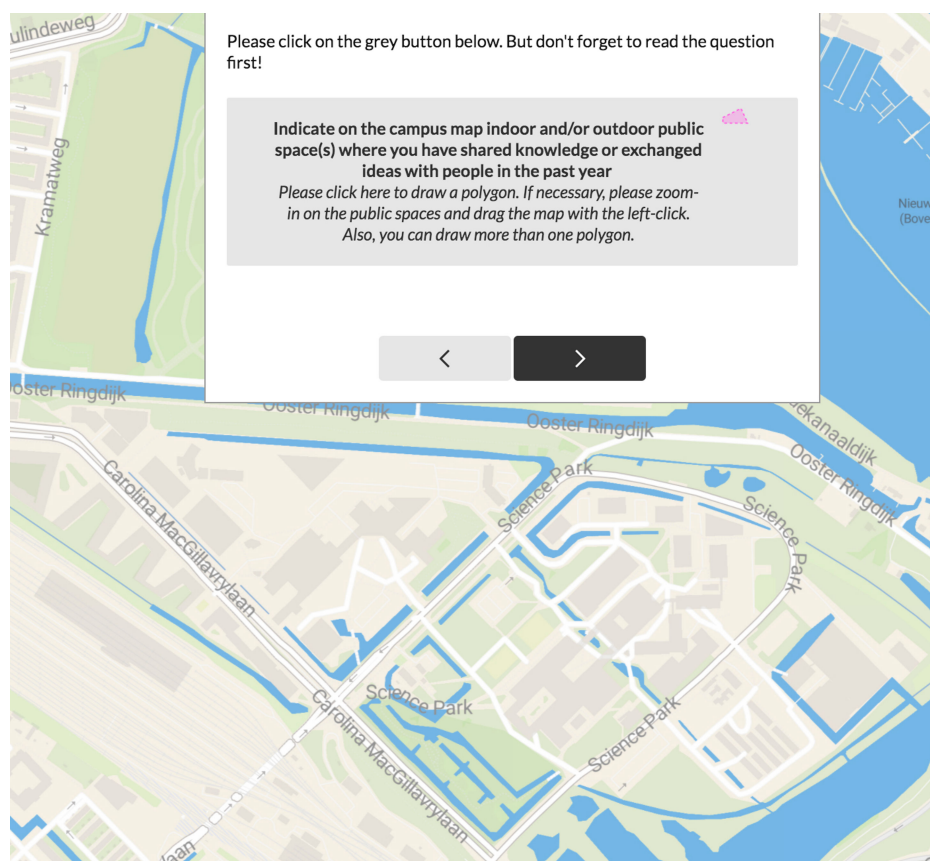 Please click on the grey button below. But don't forget to read the question
first!
Indicate on the campus map indoor and/or outdoor public
space(s) where you have shared knowledge or exchanged
ideas with people in the past year
Please click here to draw a polygon. If necessary, please zoom-
in on the public spaces and drag the map with the left-click.
Also, you can draw more than one polygon.
ulindeweg
Kramatweg
Nieuw
(Bove
oster Ringdijk
Ooster Ringdijk
Ooster Ringdijk
ekanaaldijk
Ooster Ringdijk
Carolina MacGillavrylaan
Science Park
Science Park
Science Park
Science Park
Carolina MacGillavrylaan
laan